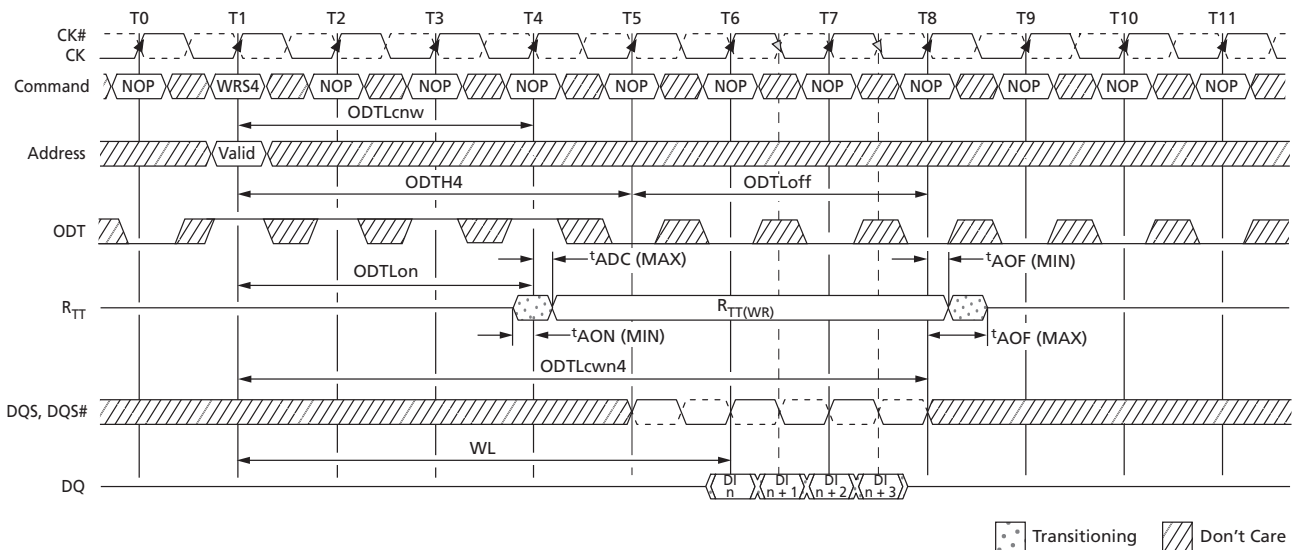 T0 T1 T2 T3 T4 T5 T6 T7 T8 T9 T10 T11
CK#
CK
Command NOP WRS4 NOP NOP NOP NOP NOP NOP NOP NOP NOP NOP
ODTLcnw
Address Valid
ODTH4 ODTLoff
ODT
tADC (MAX) tAOF (MIN)
ODTLon
RTT RTT(WR)
tAON (MIN) tAOF (MAX)
ODTLcwn4
DQS, DQS#
WL
DQ DI n DI n + 1 DI n + 2 DI n + 3
Transitioning Don't Care